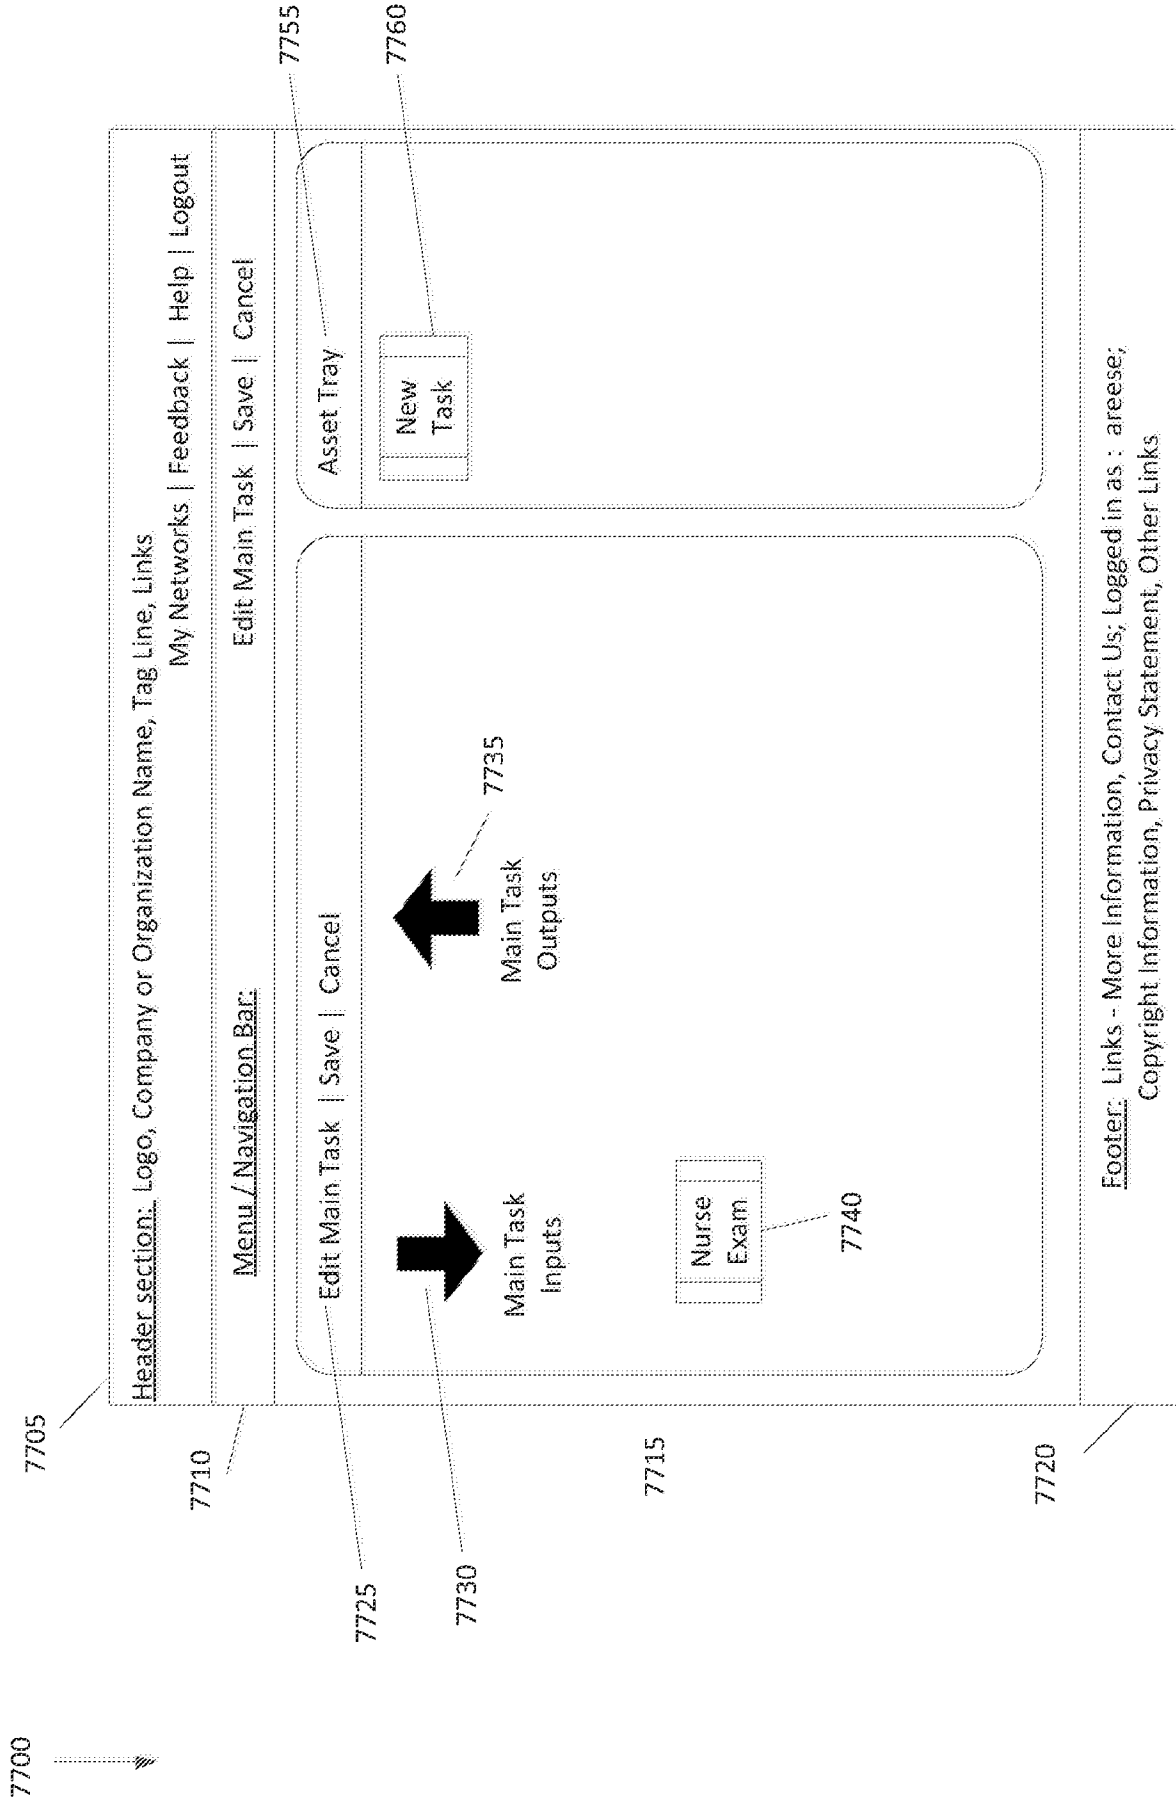 7700
7705
Header section: Logo, Company or Organization Name, Tag Line, Links
My Networks | Feedback | Help | Logout
7710
Menu / Navigation Bar:
Edit Main Task | Save | Cancel
7755
7725
Edit Main Task | Save | Cancel
Asset Tray
7760
7730
New
Task
7735
Main Task
Inputs
Main Task
Outputs
7715
Nurse
Exam
7740
7720
Footer: Links - More Information, Contact Us; Logged in as : areese;
Copyright Information, Privacy Statement, Other Links